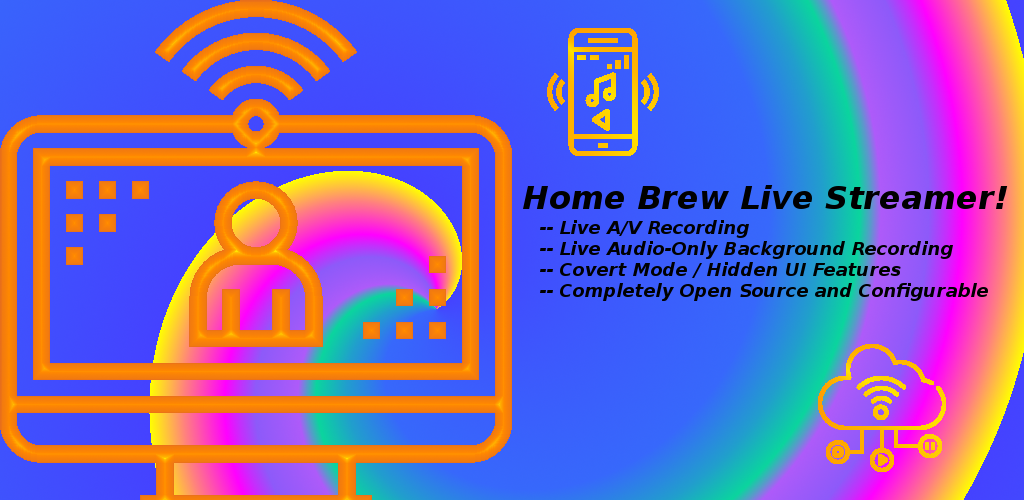 Home Brew Live Streamer!
-- Live A/V Recording
-- Live Audio-Only Background Recording
-- Covert Mode / Hidden UI Features
-- Completely Open Source and Configurable